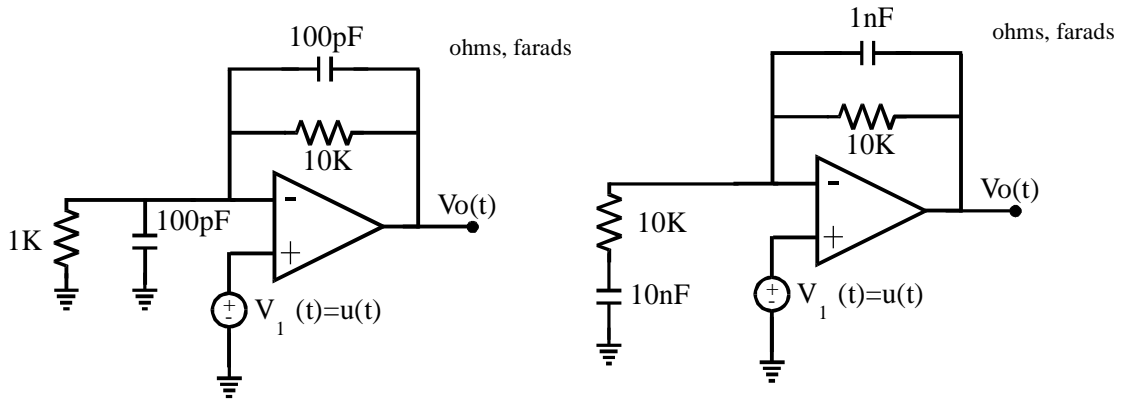 100pF
ohms, farads
10K
-
100pF
1K
+
Vo(t)
+
-
V1 (t)=u(t)
1nF
ohms, farads
10K
-
10K
+
Vo(t)
10nF
+
-
V1 (t)=u(t)